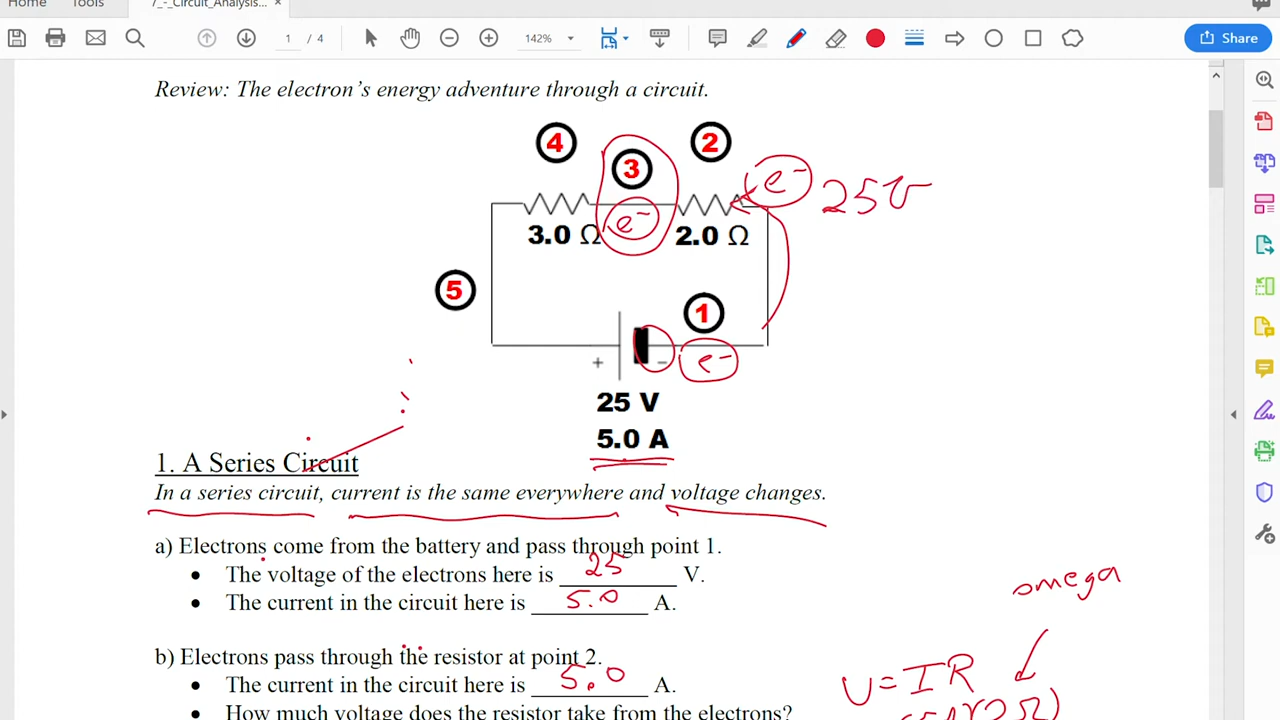 Home Tools 7_-_Circuit_Analysis... ×
1 / 4 142% Share
Review: The electron's energy adventure through a circuit.
4 3 2
e- 25V
e-
3.0 Ω 2.0 Ω
5
1
+ − e-
25 V
5.0 A
1. A Series Circuit
In a series circuit, current is the same everywhere and voltage changes.
a) Electrons come from the battery and pass through point 1.
• The voltage of the electrons here is 25 V.
omega
• The current in the circuit here is 5.0 A.
b) Electrons pass through the resistor at point 2.
• The current in the circuit here is 5.0 A.
V=IR
• How much voltage does the resistor take from the electrons?